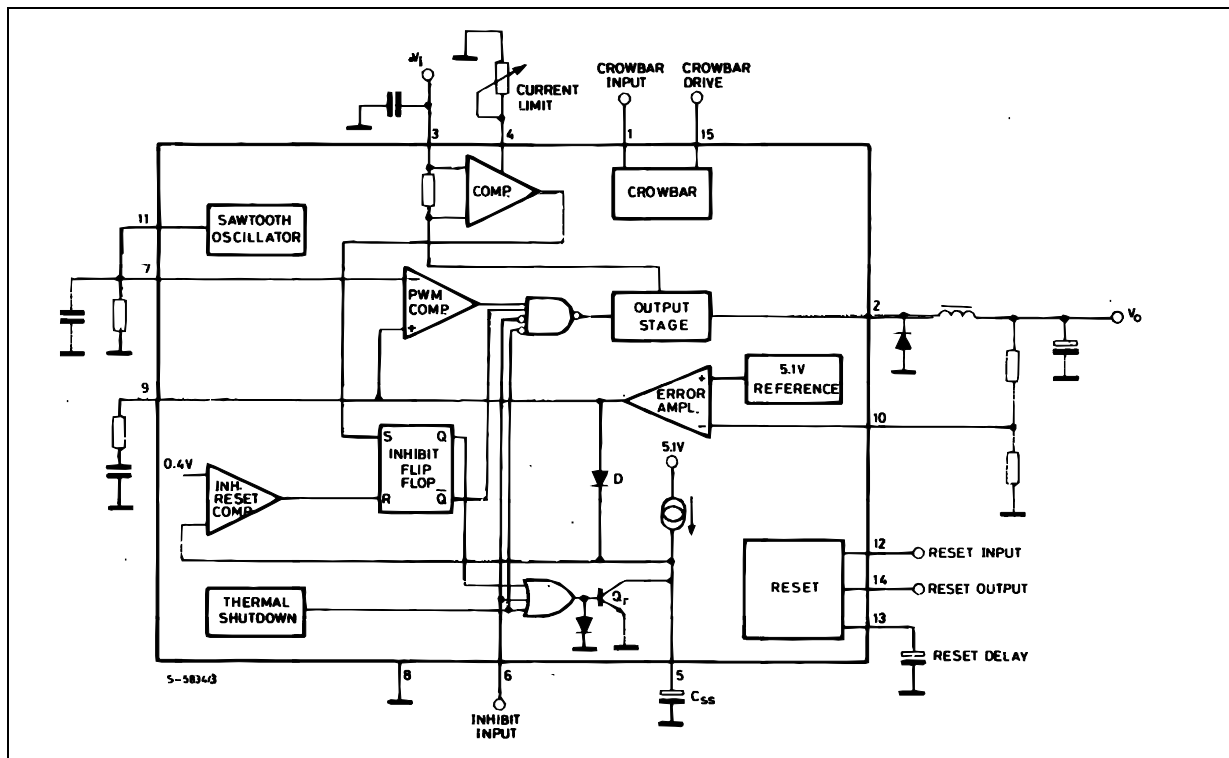 Vi
CURRENT
LIMIT
CROWBAR
INPUT
CROWBAR
DRIVE
3
4
1
15
COMP.
CROWBAR
11
SAWTOOTH
OSCILLATOR
7
−
PWM
COMP.
+
OUTPUT
STAGE
2
Vo
9
+
ERROR
AMPL.
−
5.1V
REFERENCE
10
S
Q
INHIBIT
FLIP
FLOP
R
Q̅
0.4V
INH.
RESET
COMP.
D
5.1V
THERMAL
SHUTDOWN
Qr
RESET
12
RESET INPUT
14
RESET OUTPUT
13
RESET DELAY
8
6
5
Css
INHIBIT
INPUT